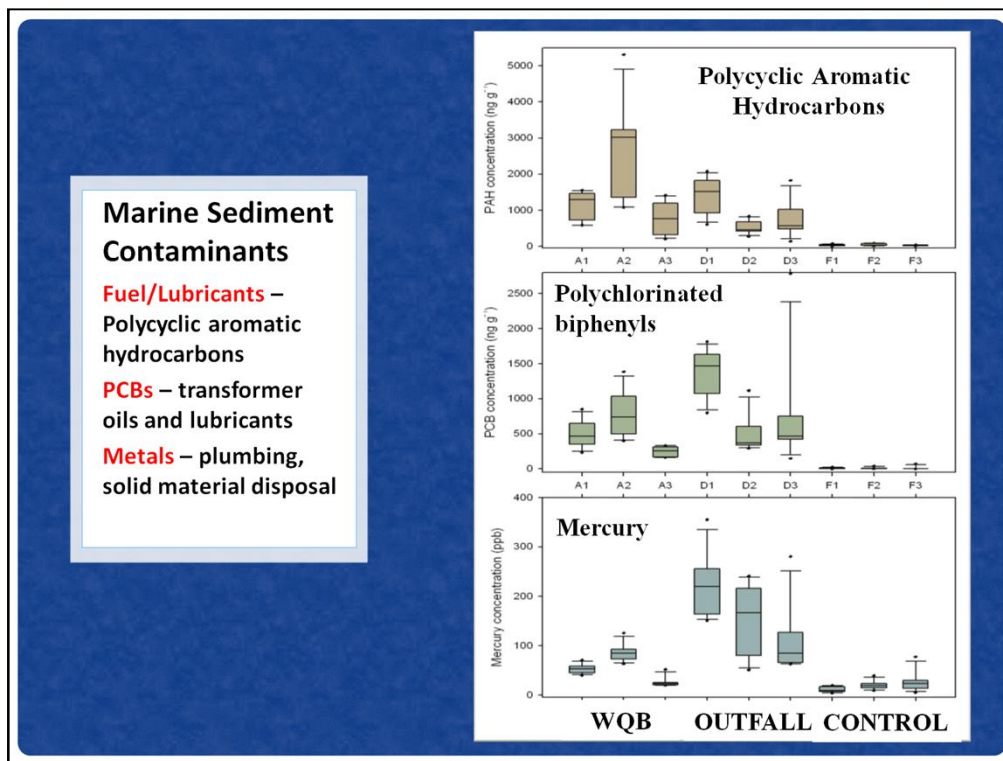 Marine Sediment
Contaminants
Fuel/Lubricants –
Polycyclic aromatic
hydrocarbons
PCBs – transformer
oils and lubricants
Metals – plumbing,
solid material disposal
Polycyclic Aromatic
Hydrocarbons
PAH concentration (ng g⁻¹)
5000
4000
3000
2000
1000
0
A1 A2 A3 D1 D2 D3 F1 F2 F3
Polychlorinated
biphenyls
PCB concentration (ng g⁻¹)
2500
2000
1500
1000
500
0
A1 A2 A3 D1 D2 D3 F1 F2 F3
Mercury
Mercury concentration (ppb)
400
300
200
100
0
WQB OUTFALL CONTROL